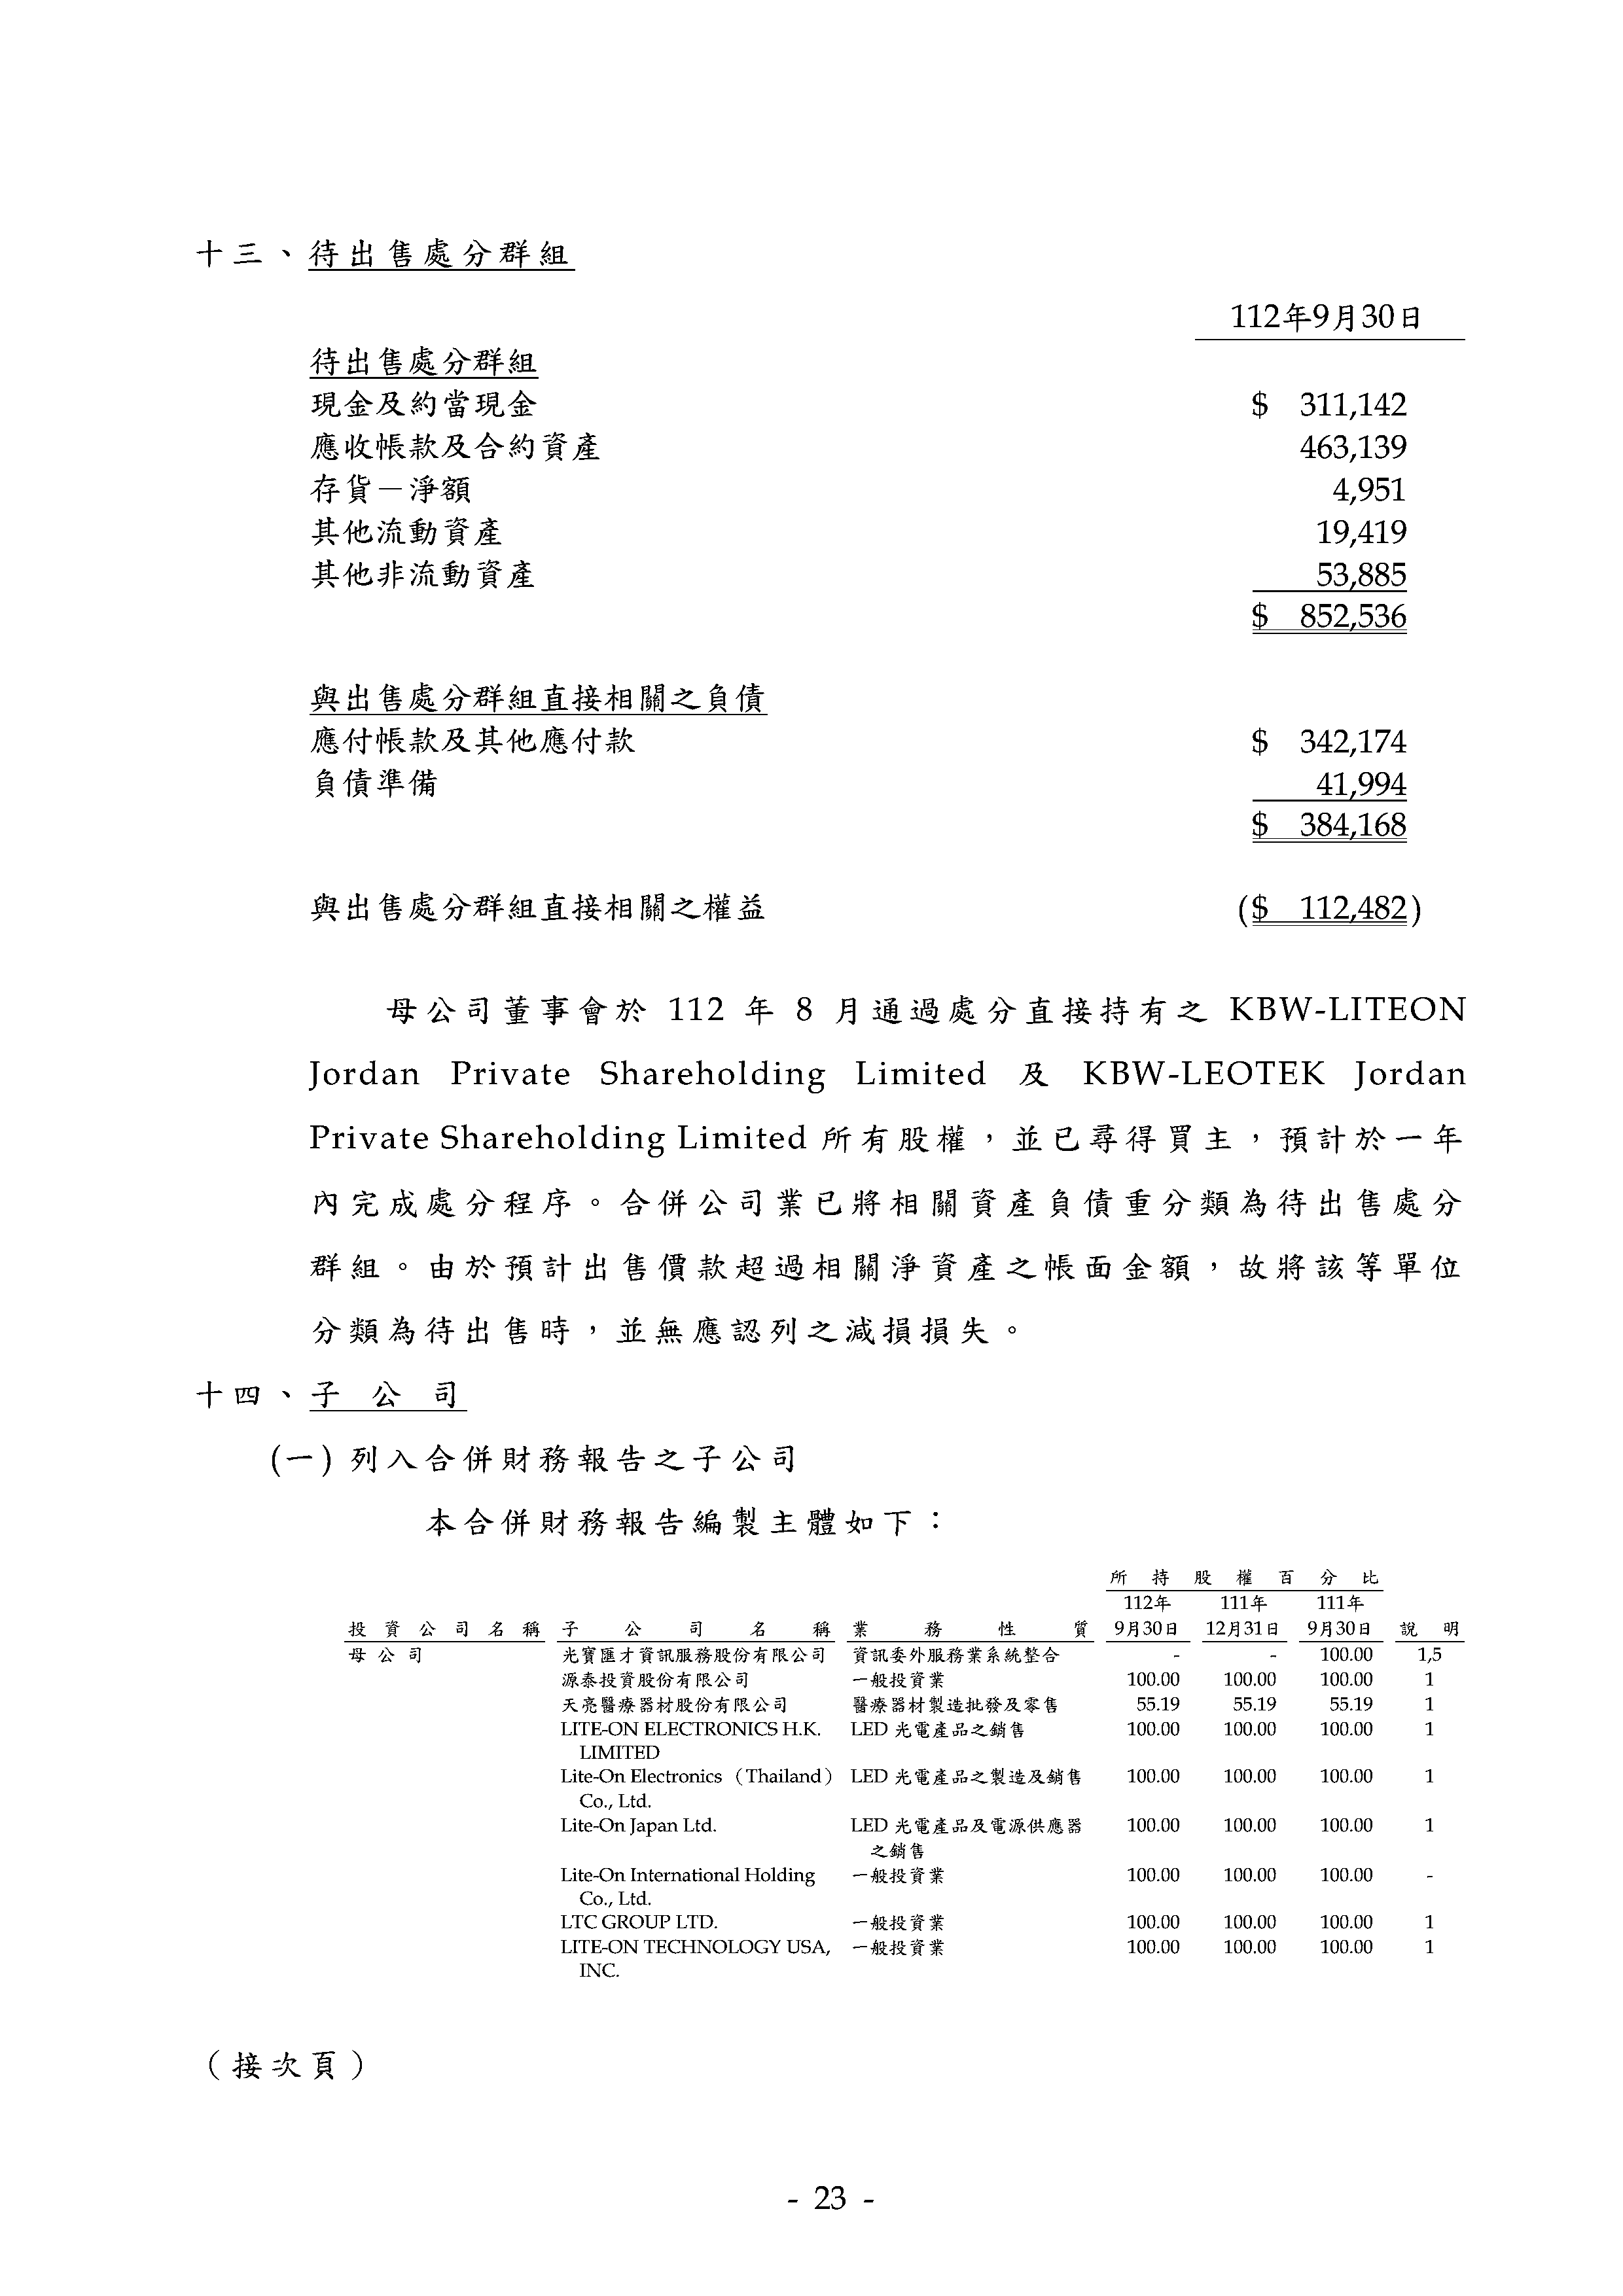 十三、待出售處分群組
112年9月30日
待出售處分群組
現金及約當現金 $ 311,142
應收帳款及合約資產 463,139
存貨－淨額 4,951
其他流動資產 19,419
其他非流動資產 53,885
$ 852,536
與出售處分群組直接相關之負債
應付帳款及其他應付款 $ 342,174
負債準備 41,994
$ 384,168
與出售處分群組直接相關之權益 ($ 112,482)
母公司董事會於 112 年 8 月通過處分直接持有之 KBW-LITEON
Jordan Private Shareholding Limited 及 KBW-LEOTEK Jordan
Private Shareholding Limited 所有股權，並已尋得買主，預計於一年
內完成處分程序。合併公司業已將相關資產負債重分類為待出售處分
群組。由於預計出售價款超過相關淨資產之帳面金額，故將該等單位
分類為待出售時，並無應認列之減損損失。
十四、子公司
(一) 列入合併財務報告之子公司
本合併財務報告編製主體如下：
所持股權百分比
112年 111年 111年
投資公司名稱 子公司名稱 業務性質 9月30日 12月31日 9月30日 說明
母公司 光寶匯才資訊服務股份有限公司 資訊委外服務業系統整合 - - 100.00 1,5
源泰投資股份有限公司 一般投資業 100.00 100.00 100.00 1
天亮醫療器材股份有限公司 醫療器材製造批發及零售 55.19 55.19 55.19 1
LITE-ON ELECTRONICS H.K. LED 光電產品之銷售 100.00 100.00 100.00 1
LIMITED
Lite-On Electronics（Thailand） LED 光電產品之製造及銷售 100.00 100.00 100.00 1
Co., Ltd.
Lite-On Japan Ltd. LED 光電產品及電源供應器 100.00 100.00 100.00 1
之銷售
Lite-On International Holding 一般投資業 100.00 100.00 100.00 -
Co., Ltd.
LTC GROUP LTD. 一般投資業 100.00 100.00 100.00 1
LITE-ON TECHNOLOGY USA, 一般投資業 100.00 100.00 100.00 1
INC.
（接次頁）
- 23 -